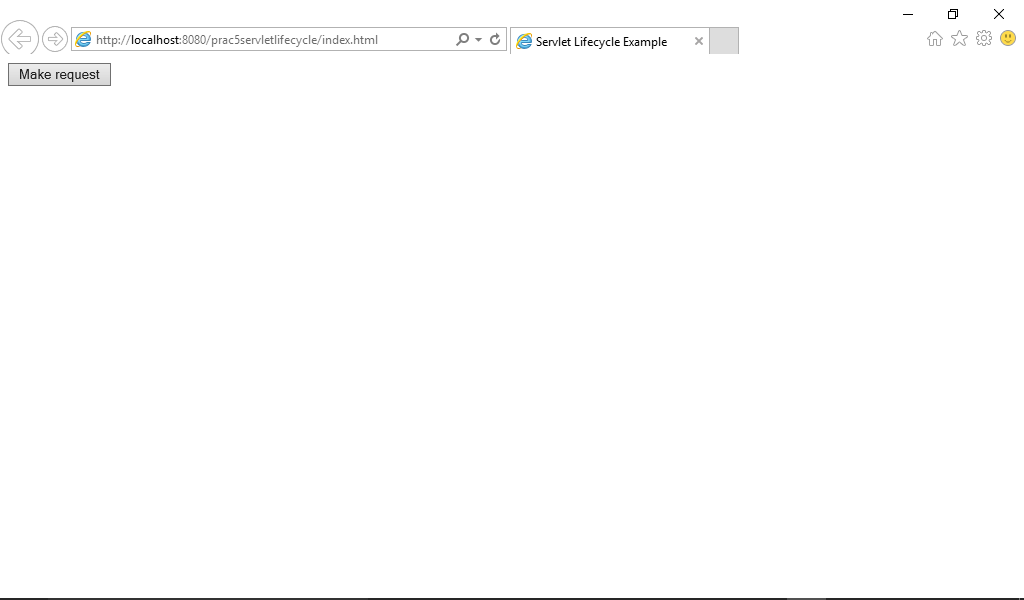 http://localhost:8080/prac5servletlifecycle/index.html
Servlet Lifecycle Example
Make request